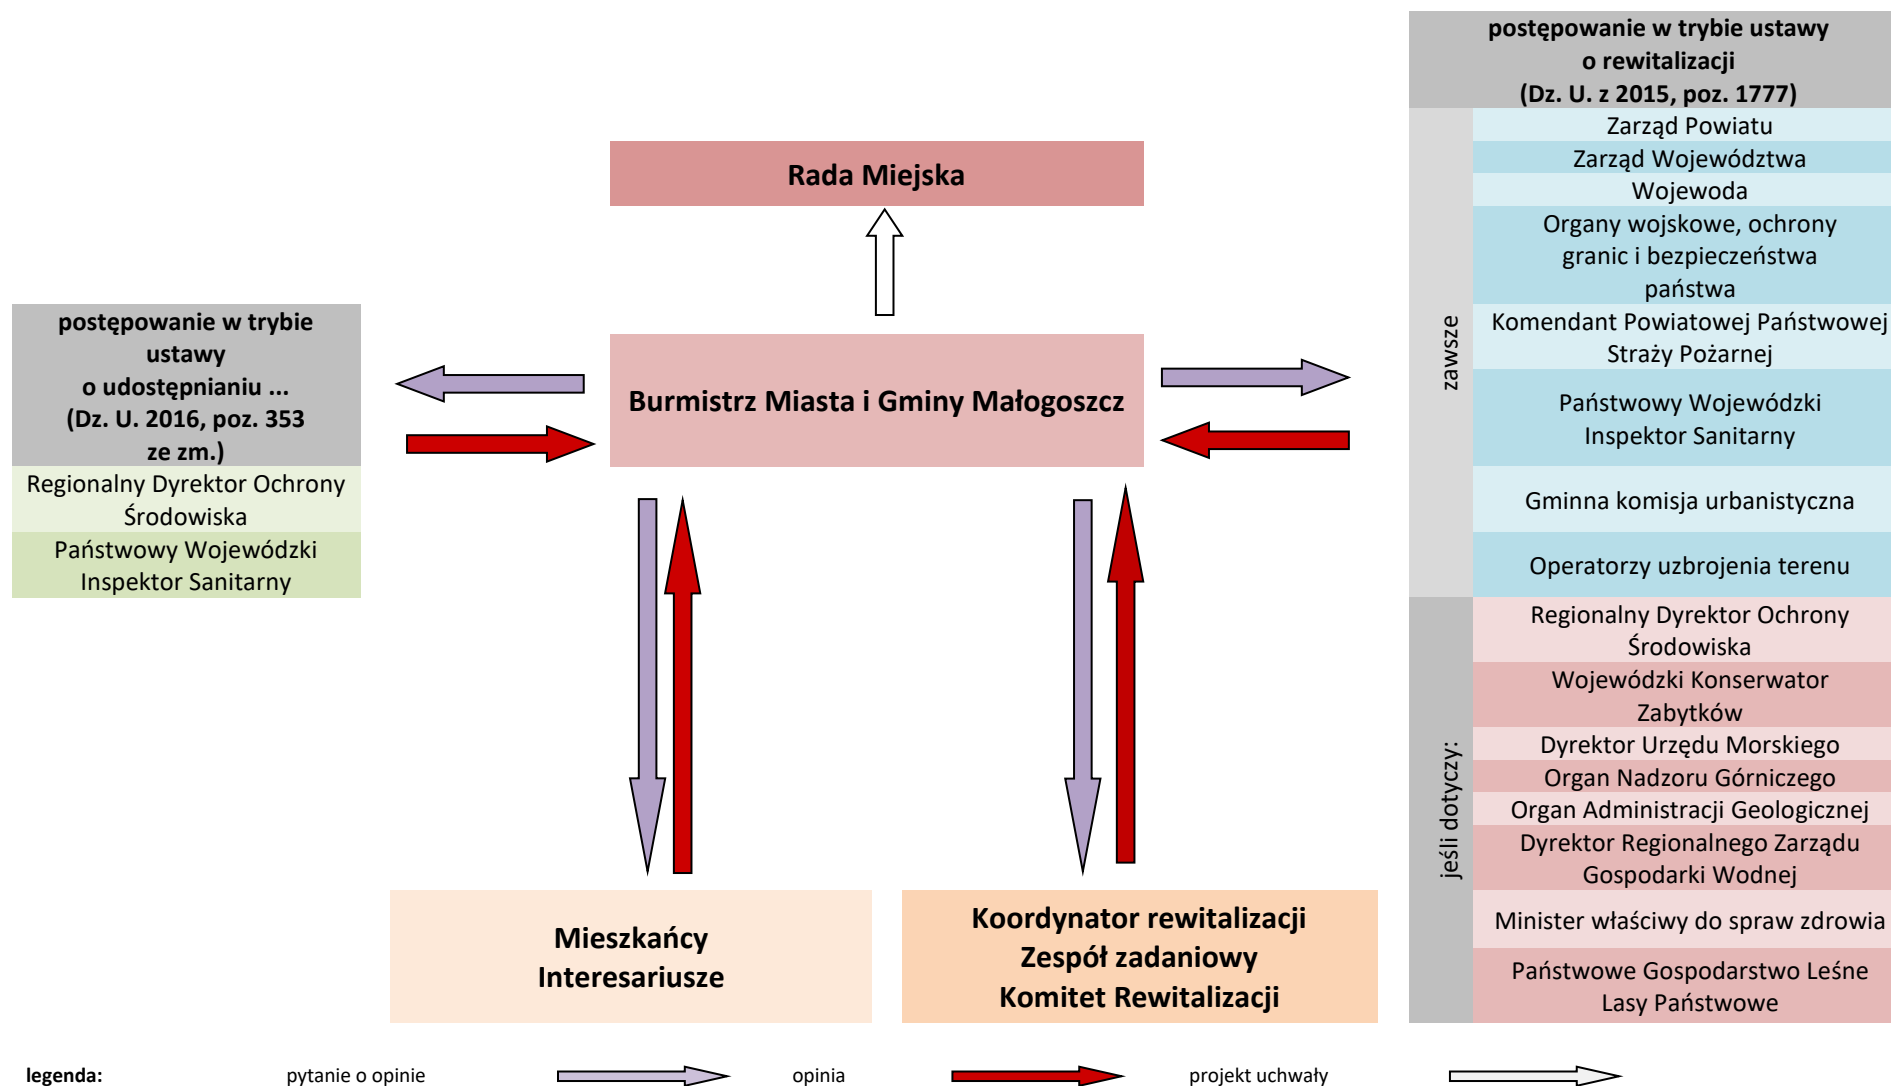 postępowanie w trybie ustawy
o rewitalizacji
(Dz. U. z 2015, poz. 1777)
zawsze
Zarząd Powiatu
Zarząd Województwa
Wojewoda
Organy wojskowe, ochrony
granic i bezpieczeństwa
państwa
Komendant Powiatowej Państwowej
Straży Pożarnej
Państwowy Wojewódzki
Inspektor Sanitarny
Gminna komisja urbanistyczna
Operatorzy uzbrojenia terenu
jeśli dotyczy:
Regionalny Dyrektor Ochrony
Środowiska
Wojewódzki Konserwator
Zabytków
Dyrektor Urzędu Morskiego
Organ Nadzoru Górniczego
Organ Administracji Geologicznej
Dyrektor Regionalnego Zarządu
Gospodarki Wodnej
Minister właściwy do spraw zdrowia
Państwowe Gospodarstwo Leśne
Lasy Państwowe
Rada Miejska
Burmistrz Miasta i Gminy Małogoszcz
postępowanie w trybie
ustawy
o udostępnianiu ...
(Dz. U. 2016, poz. 353
ze zm.)
Regionalny Dyrektor Ochrony
Środowiska
Państwowy Wojewódzki
Inspektor Sanitarny
Mieszkańcy
Interesariusze
Koordynator rewitalizacji
Zespół zadaniowy
Komitet Rewitalizacji
legenda:
pytanie o opinie
opinia
projekt uchwały